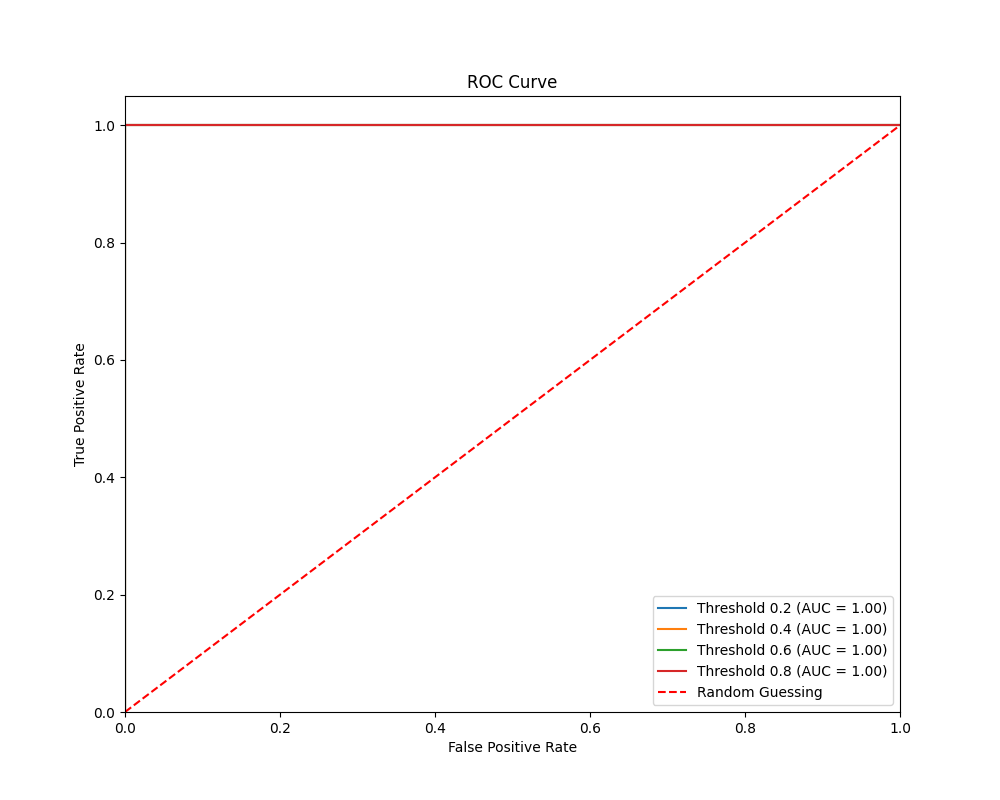 ROC Curve
True Positive Rate
1.0
0.8
0.6
0.4
0.2
0.0
0.0 0.2 0.4 0.6 0.8 1.0
False Positive Rate
Threshold 0.2 (AUC = 1.00)
Threshold 0.4 (AUC = 1.00)
Threshold 0.6 (AUC = 1.00)
Threshold 0.8 (AUC = 1.00)
Random Guessing